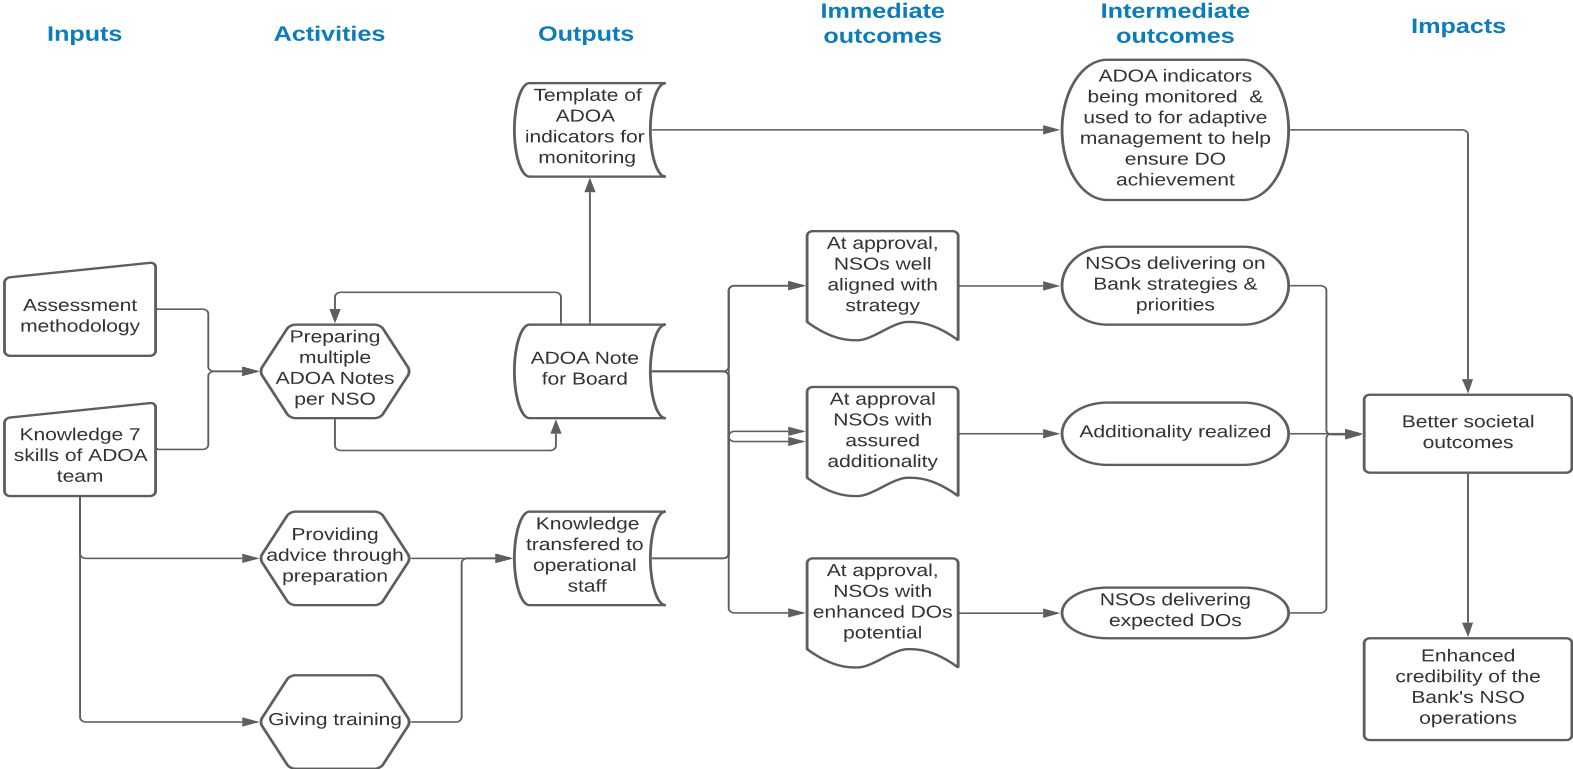 Inputs
Activities
Outputs
Immediate
outcomes
Intermediate
outcomes
Impacts
Assessment
methodology
Knowledge 7
skills of ADOA
team
Preparing
multiple
ADOA Notes
per NSO
Providing
advice through
preparation
Giving training
Template of
ADOA
indicators for
monitoring
ADOA Note
for Board
Knowledge
transfered to
operational
staff
At approval,
NSOs well
aligned with
strategy
At approval
NSOs with
assured
additionality
At approval,
NSOs with
enhanced DOs
potential
ADOA indicators
being monitored  &
used to for adaptive
management to help
ensure DO
achievement
NSOs delivering on
Bank strategies &
priorities
Additionality realized
NSOs delivering
expected DOs
Better societal
outcomes
Enhanced
credibility of the
Bank's NSO
operations